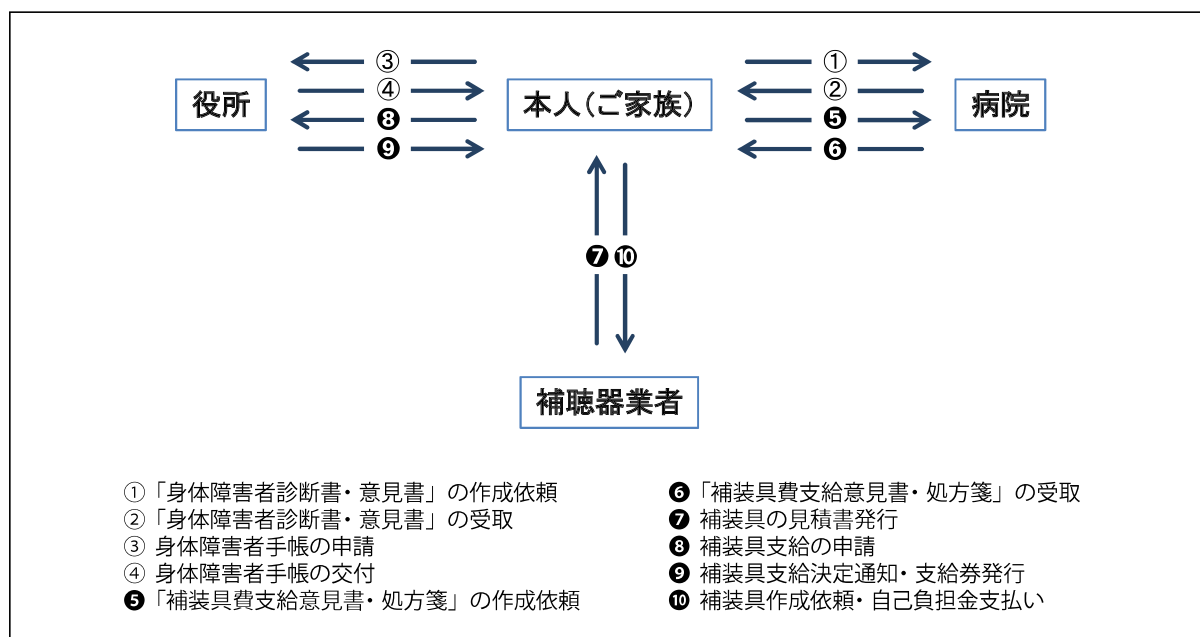 ③
①
④
②
役所
本人(ご家族)
病院
❽
❺
❾
❻
❼ ❿
補聴器業者
①「身体障害者診断書・意見書」の作成依頼
②「身体障害者診断書・意見書」の受取
③ 身体障害者手帳の申請
④ 身体障害者手帳の交付
❺「補装具費支給意見書・処方箋」の作成依頼
❻「補装具費支給意見書・処方箋」の受取
❼ 補装具の見積書発行
❽ 補装具支給の申請
❾ 補装具支給決定通知・支給券発行
❿ 補装具作成依頼・自己負担金支払い